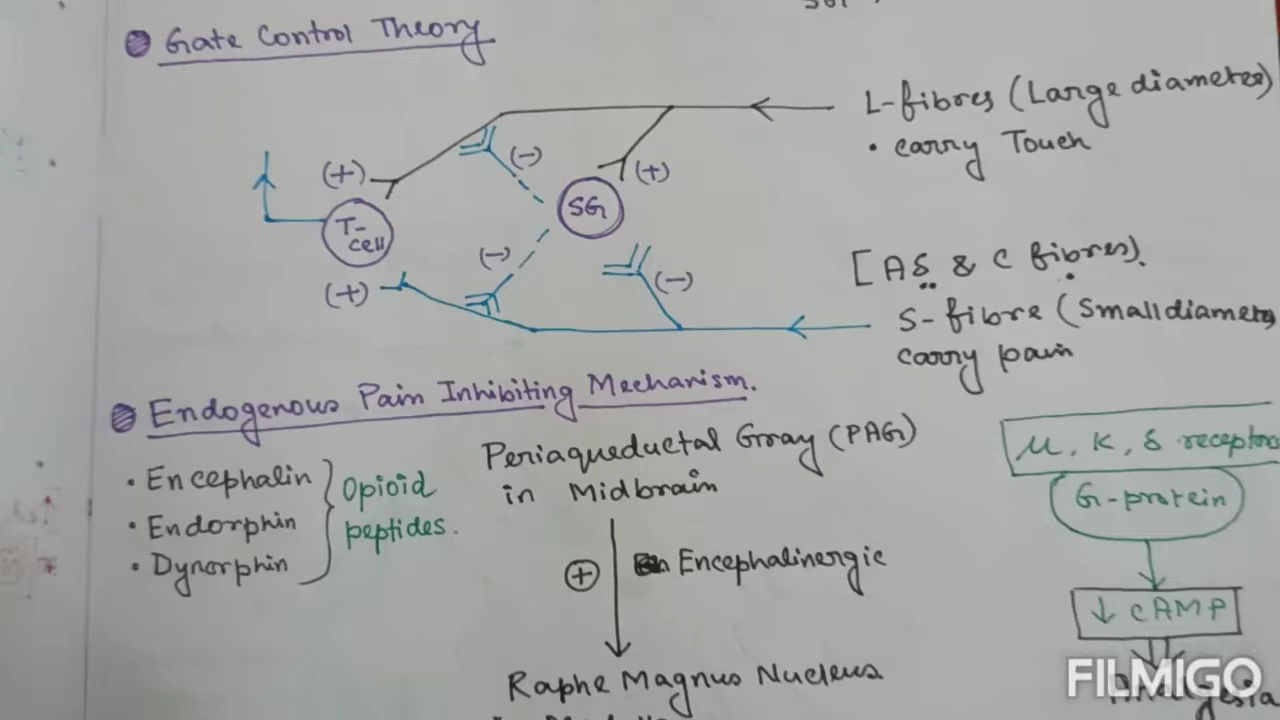 Gate Control Theory
L-fibres (Large diameter)
• carry Touch
(-)
(+)
(+)
SG
T-cell
(-)
(-)
(+)
[Aδ & C fibres).
S-fibre (Small diameter
carry pain
Endogenous Pain Inhibiting Mechanism.
• Encephalin
• Endorphin
• Dynorphin
Opioid
peptides.
Periaqueductal Gray (PAG)
in Midbrain
+
Encephalinergic
Raphe Magnus Nucleus
μ, K, δ receptors
G-protein
↓ cAMP
Analgesia
FILMIGO